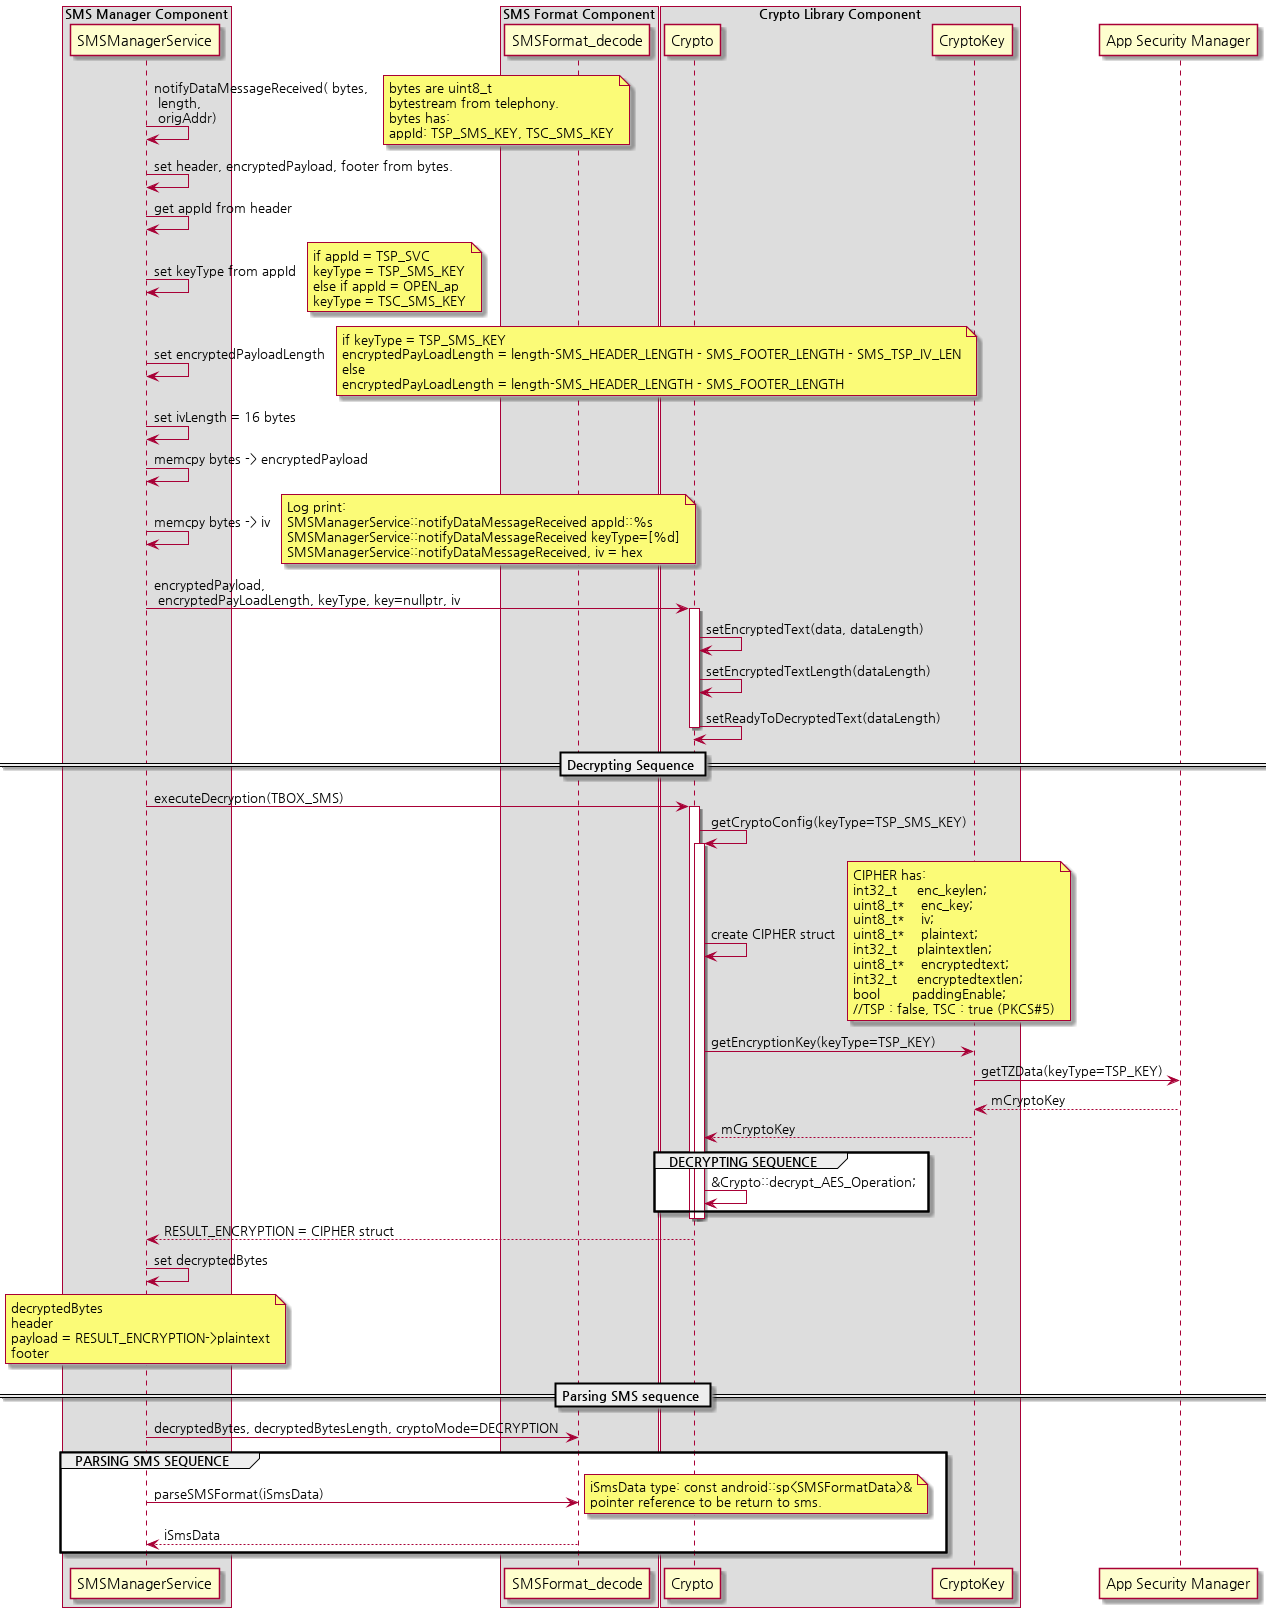 SMS Manager Component
SMS Format Component
Crypto Library Component
SMSManagerService
SMSFormat_decode
Crypto
CryptoKey
App Security Manager
notifyDataMessageReceived( bytes,
length,
origAddr)
bytes are uint8_t
bytestream from telephony.
bytes has:
appId: TSP_SMS_KEY, TSC_SMS_KEY
set header, encryptedPayload, footer from bytes.
get appId from header
set keyType from appId
if appId = TSP_SVC
keyType = TSP_SMS_KEY
else if appId = OPEN_ap
keyType = TSC_SMS_KEY
set encryptedPayloadLength
if keyType = TSP_SMS_KEY
encryptedPayLoadLength = length-SMS_HEADER_LENGTH - SMS_FOOTER_LENGTH - SMS_TSP_IV_LEN
else
encryptedPayLoadLength = length-SMS_HEADER_LENGTH - SMS_FOOTER_LENGTH
set ivLength = 16 bytes
memcpy bytes -> encryptedPayload
memcpy bytes -> iv
Log print:
SMSManagerService::notifyDataMessageReceived appId::%s
SMSManagerService::notifyDataMessageReceived keyType=[%d]
SMSManagerService::notifyDataMessageReceived, iv = hex
encryptedPayload,
encryptedPayLoadLength, keyType, key=nullptr, iv
setEncryptedText(data, dataLength)
setEncryptedTextLength(dataLength)
setReadyToDecryptedText(dataLength)
Decrypting Sequence
executeDecryption(TBOX_SMS)
getCryptoConfig(keyType=TSP_SMS_KEY)
create CIPHER struct
CIPHER has:
int32_t enc_keylen;
uint8_t* enc_key;
uint8_t* iv;
uint8_t* plaintext;
int32_t plaintextlen;
uint8_t* encryptedtext;
int32_t encryptedtextlen;
bool paddingEnable;
//TSP : false, TSC : true (PKCS#5)
getEncryptionKey(keyType=TSP_KEY)
getTZData(keyType=TSP_KEY)
mCryptoKey
mCryptoKey
DECRYPTING SEQUENCE
&Crypto::decrypt_AES_Operation;
RESULT_ENCRYPTION = CIPHER struct
set decryptedBytes
decryptedBytes
header
payload = RESULT_ENCRYPTION->plaintext
footer
Parsing SMS sequence
decryptedBytes, decryptedBytesLength, cryptoMode=DECRYPTION
PARSING SMS SEQUENCE
parseSMSFormat(iSmsData)
iSmsData type: const android::sp<SMSFormatData>&
pointer reference to be return to sms.
iSmsData
SMSManagerService
SMSFormat_decode
Crypto
CryptoKey
App Security Manager